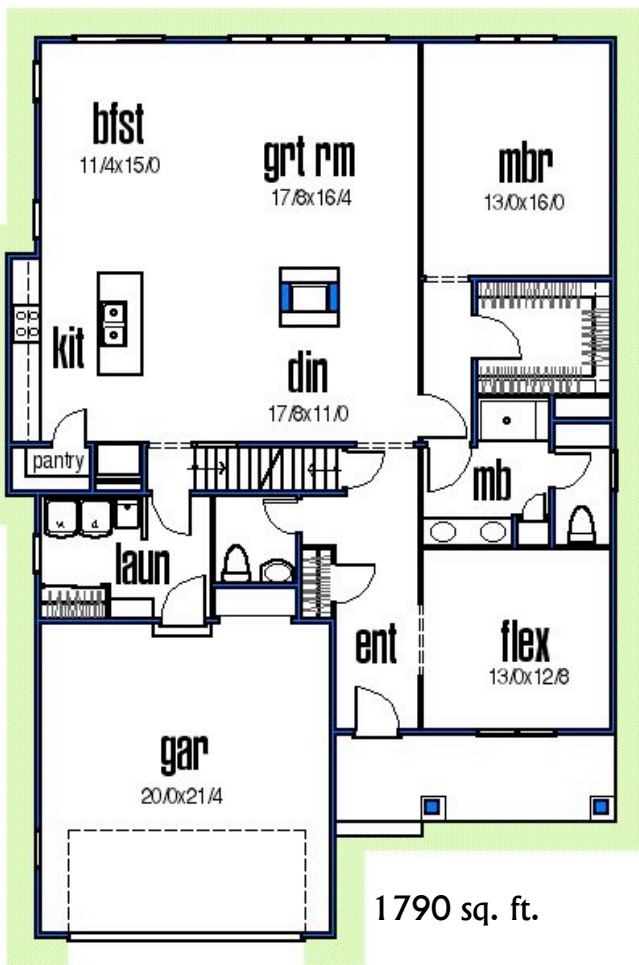 bfst
11/4x15/0
grt rm
17/8x16/4
mbr
13/0x16/0
kit
din
17/8x11/0
pantry
mb
w
d
laun
ent
flex
13/0x12/8
gar
20/0x21/4
1790 sq. ft.